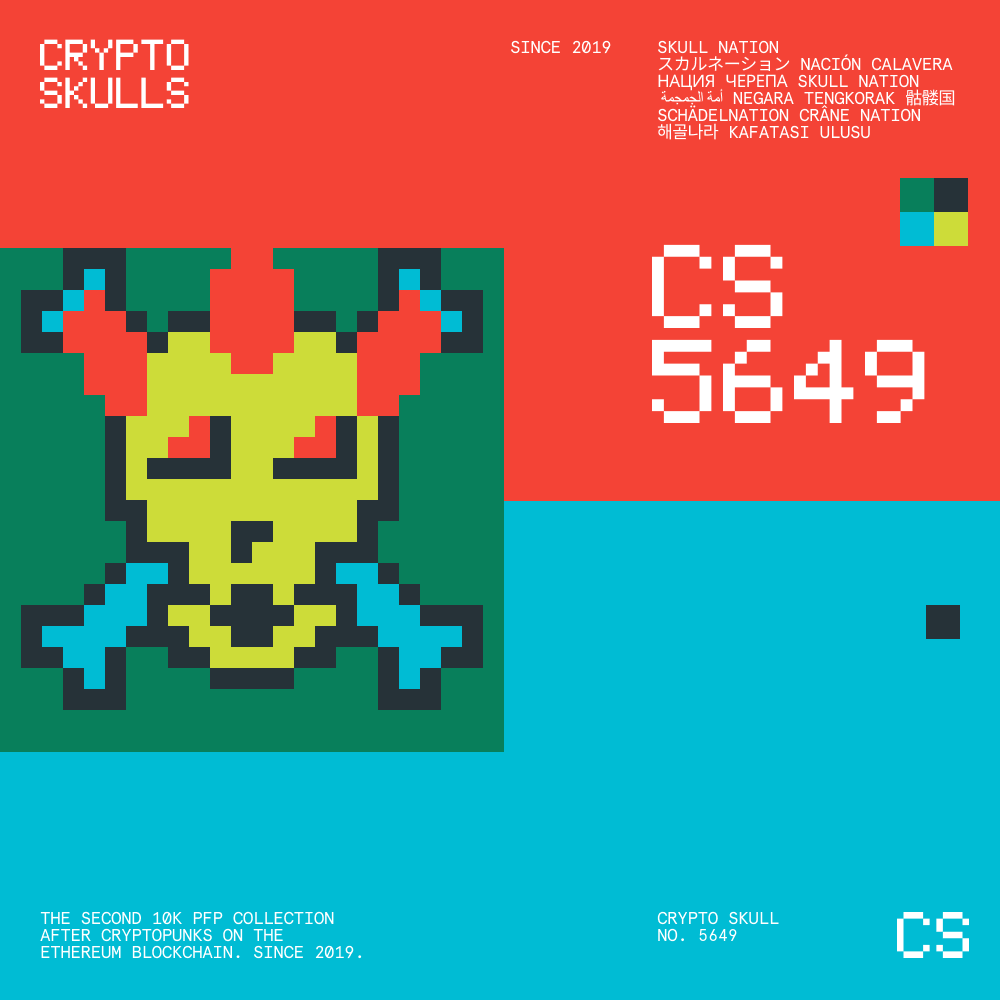 CRYPTO
SKULLS
SINCE 2019
SKULL NATION
スカルネーション NACIÓN CALAVERA
НАЦИЯ ЧЕРЕПА SKULL NATION
أمة الجمجمة NEGARA TENGKORAK 骷髅国
SCHÄDELNATION CRÂNE NATION
해골나라 KAFATASI ULUSU
CS
5649
THE SECOND 10K PFP COLLECTION
AFTER CRYPTOPUNKS ON THE
ETHEREUM BLOCKCHAIN. SINCE 2019.
CRYPTO SKULL
NO. 5649
CS